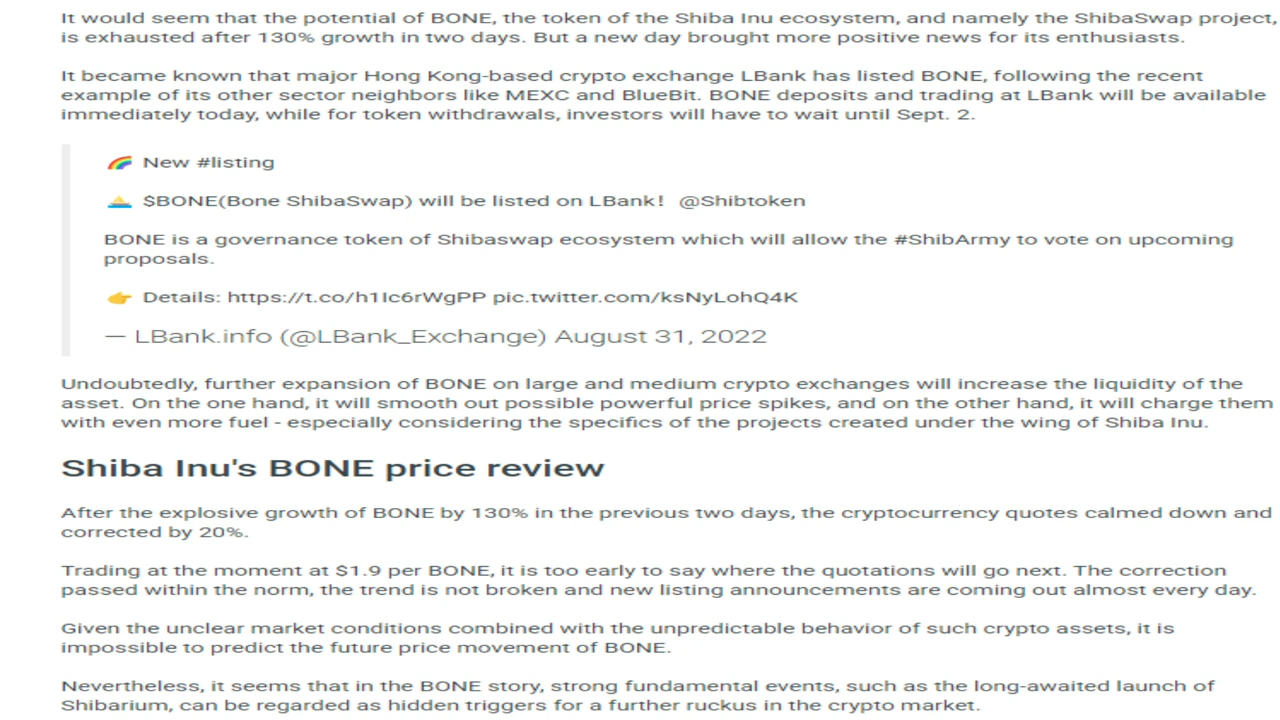 It would seem that the potential of BONE, the token of the Shiba Inu ecosystem, and namely the ShibaSwap project,
is exhausted after 130% growth in two days. But a new day brought more positive news for its enthusiasts.
It became known that major Hong Kong-based crypto exchange LBank has listed BONE, following the recent
example of its other sector neighbors like MEXC and BlueBit. BONE deposits and trading at LBank will be available
immediately today, while for token withdrawals, investors will have to wait until Sept. 2.
🌈 New #listing
⛵ $BONE(Bone ShibaSwap) will be listed on LBank！ @Shibtoken
BONE is a governance token of Shibaswap ecosystem which will allow the #ShibArmy to vote on upcoming
proposals.
👉 Details: https://t.co/h1Ic6rWgPP pic.twitter.com/ksNyLohQ4K
— LBank.info (@LBank_Exchange) August 31, 2022
Undoubtedly, further expansion of BONE on large and medium crypto exchanges will increase the liquidity of the
asset. On the one hand, it will smooth out possible powerful price spikes, and on the other hand, it will charge them
with even more fuel - especially considering the specifics of the projects created under the wing of Shiba Inu.
Shiba Inu's BONE price review
After the explosive growth of BONE by 130% in the previous two days, the cryptocurrency quotes calmed down and
corrected by 20%.
Trading at the moment at $1.9 per BONE, it is too early to say where the quotations will go next. The correction
passed within the norm, the trend is not broken and new listing announcements are coming out almost every day.
Given the unclear market conditions combined with the unpredictable behavior of such crypto assets, it is
impossible to predict the future price movement of BONE.
Nevertheless, it seems that in the BONE story, strong fundamental events, such as the long-awaited launch of
Shibarium, can be regarded as hidden triggers for a further ruckus in the crypto market.